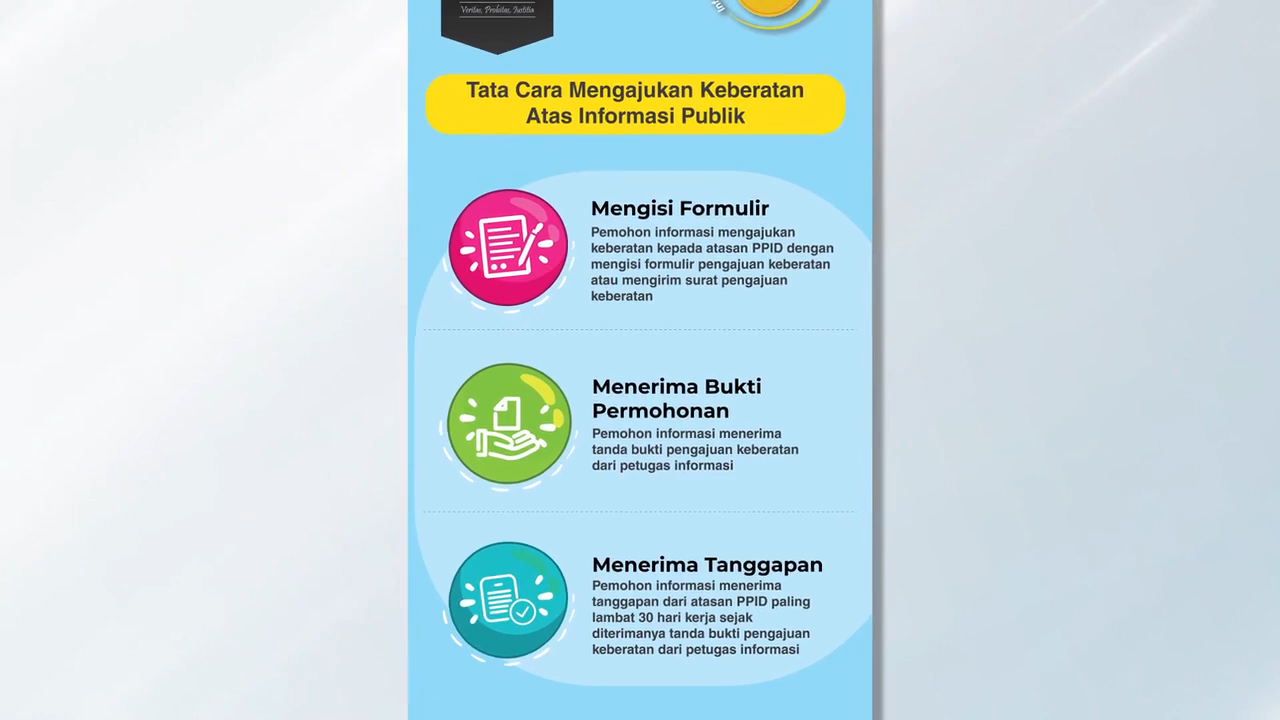 Veritas, Probitas, Justitia
Tata Cara Mengajukan Keberatan
Atas Informasi Publik
Mengisi Formulir
Pemohon informasi mengajukan
keberatan kepada atasan PPID dengan
mengisi formulir pengajuan keberatan
atau mengirim surat pengajuan
keberatan
Menerima Bukti
Permohonan
Pemohon informasi menerima
tanda bukti pengajuan keberatan
dari petugas informasi
Menerima Tanggapan
Pemohon informasi menerima
tanggapan dari atasan PPID paling
lambat 30 hari kerja sejak
diterimanya tanda bukti pengajuan
keberatan dari petugas informasi